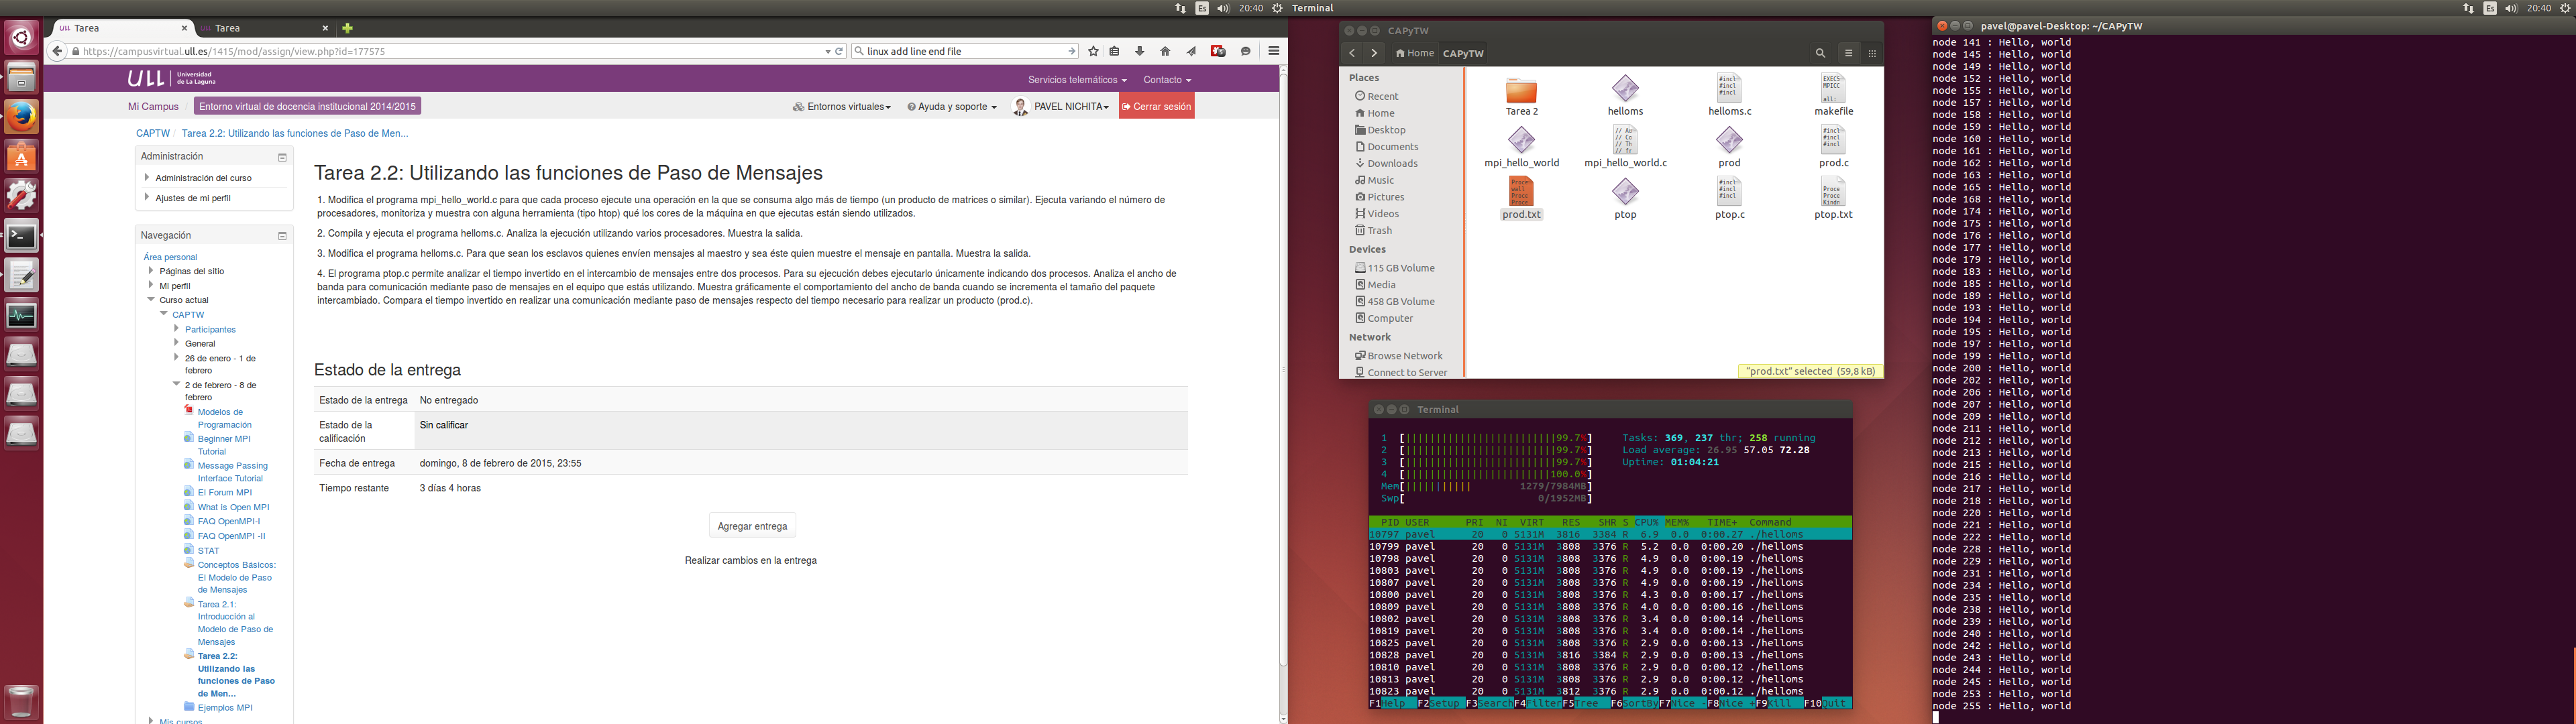 Es
20:40
Terminal
Es
20:40
Tarea
Tarea
https://campusvirtual.ull.es/1415/mod/assign/view.php?id=177575
linux add line end file
ULL
Universidad
de La Laguna
Servicios telemáticos
Contacto
Mi Campus / Entorno virtual de docencia institucional 2014/2015
Entornos virtuales
Ayuda y soporte
PAVEL NICHITA
Cerrar sesión
CAPTW / Tarea 2.2: Utilizando las funciones de Paso de Men...
Administración
Administración del curso
Ajustes de mi perfil
Navegación
Área personal
Páginas del sitio
Mi perfil
Curso actual
CAPTW
Participantes
General
26 de enero - 1 de
febrero
2 de febrero - 8 de
febrero
Modelos de
Programación
Beginner MPI
Tutorial
Message Passing
Interface Tutorial
El Forum MPI
What is Open MPI
FAQ OpenMPI-I
FAQ OpenMPI -II
STAT
Conceptos Básicos:
El Modelo de Paso
de Mensajes
Tarea 2.1:
Introducción al
Modelo de Paso de
Mensajes
Tarea 2.2:
Utilizando las
funciones de Paso
de Men...
Ejemplos MPI
Mis cursos
Tarea 2.2: Utilizando las funciones de Paso de Mensajes
1. Modifica el programa mpi_hello_world.c para que cada proceso ejecute una operación en la que se consuma algo más de tiempo (un producto de matrices o similar). Ejecuta variando el número de
procesadores, monitoriza y muestra con alguna herramienta (tipo htop) qué los cores de la máquina en que ejecutas están siendo utilizados.
2. Compila y ejecuta el programa helloms.c. Analiza la ejecución utilizando varios procesadores. Muestra la salida.
3. Modifica el programa helloms.c. Para que sean los esclavos quienes envíen mensajes al maestro y sea éste quien muestre el mensaje en pantalla. Muestra la salida.
4. El programa ptop.c permite analizar el tiempo invertido en el intercambio de mensajes entre dos procesos. Para su ejecución debes ejecutarlo únicamente indicando dos procesos. Analiza el ancho de
banda para comunicación mediante paso de mensajes en el equipo que estás utilizando. Muestra gráficamente el comportamiento del ancho de banda cuando se incrementa el tamaño del paquete
intercambiado. Compara el tiempo invertido en realizar una comunicación mediante paso de mensajes respecto del tiempo necesario para realizar un producto (prod.c).
Estado de la entrega
Estado de la entrega No entregado
Estado de la
calificación
Sin calificar
Fecha de entrega domingo, 8 de febrero de 2015, 23:55
Tiempo restante 3 días 4 horas
Agregar entrega
Realizar cambios en la entrega
CAPyTW
Home CAPyTW
Places
Recent
Home
Desktop
Documents
Downloads
Music
Pictures
Videos
Trash
Devices
115 GB Volume
Media
458 GB Volume
Computer
Network
Browse Network
Connect to Server
Tarea 2
helloms
helloms.c
makefile
mpi_hello_world
mpi_hello_world.c
prod
prod.c
prod.txt
ptop
ptop.c
ptop.txt
"prod.txt" selected (59,8 kB)
Terminal
1 [99.7%] Tasks: 369, 237 thr; 258 running
2 [99.7%] Load average: 26.95 57.05 72.28
3 [99.7%] Uptime: 01:04:21
4 [100.0%]
Mem[1279/7984MB]
Swp[0/1952MB]
PID USER PRI NI VIRT RES SHR S CPU% MEM% TIME+ Command
10797 pavel 20 0 5131M 3816 3384 R 6.9 0.0 0:00.27 ./helloms
10799 pavel 20 0 5131M 3808 3376 R 5.2 0.0 0:00.20 ./helloms
10798 pavel 20 0 5131M 3808 3376 R 4.9 0.0 0:00.19 ./helloms
10803 pavel 20 0 5131M 3808 3376 R 4.9 0.0 0:00.19 ./helloms
10807 pavel 20 0 5131M 3808 3376 R 4.9 0.0 0:00.19 ./helloms
10800 pavel 20 0 5131M 3808 3376 R 4.3 0.0 0:00.17 ./helloms
10809 pavel 20 0 5131M 3808 3376 R 4.0 0.0 0:00.16 ./helloms
10802 pavel 20 0 5131M 3808 3376 R 3.4 0.0 0:00.14 ./helloms
10819 pavel 20 0 5131M 3808 3376 R 3.4 0.0 0:00.14 ./helloms
10825 pavel 20 0 5131M 3808 3376 R 2.9 0.0 0:00.13 ./helloms
10828 pavel 20 0 5131M 3816 3384 R 2.9 0.0 0:00.13 ./helloms
10810 pavel 20 0 5131M 3808 3376 R 2.9 0.0 0:00.12 ./helloms
10813 pavel 20 0 5131M 3808 3376 R 2.9 0.0 0:00.12 ./helloms
10823 pavel 20 0 5131M 3812 3376 R 2.9 0.0 0:00.12 ./helloms
F1Help F2Setup F3SearchF4FilterF5Tree F6SortByF7Nice -F8Nice +F9Kill F10Quit
pavel@pavel-Desktop: ~/CAPyTW
node 141 : Hello, world
node 145 : Hello, world
node 149 : Hello, world
node 152 : Hello, world
node 155 : Hello, world
node 157 : Hello, world
node 158 : Hello, world
node 159 : Hello, world
node 160 : Hello, world
node 161 : Hello, world
node 162 : Hello, world
node 163 : Hello, world
node 165 : Hello, world
node 168 : Hello, world
node 174 : Hello, world
node 175 : Hello, world
node 176 : Hello, world
node 177 : Hello, world
node 179 : Hello, world
node 183 : Hello, world
node 185 : Hello, world
node 189 : Hello, world
node 193 : Hello, world
node 194 : Hello, world
node 195 : Hello, world
node 197 : Hello, world
node 199 : Hello, world
node 200 : Hello, world
node 202 : Hello, world
node 206 : Hello, world
node 207 : Hello, world
node 209 : Hello, world
node 211 : Hello, world
node 212 : Hello, world
node 213 : Hello, world
node 215 : Hello, world
node 216 : Hello, world
node 217 : Hello, world
node 218 : Hello, world
node 220 : Hello, world
node 221 : Hello, world
node 222 : Hello, world
node 228 : Hello, world
node 229 : Hello, world
node 231 : Hello, world
node 234 : Hello, world
node 235 : Hello, world
node 238 : Hello, world
node 239 : Hello, world
node 240 : Hello, world
node 242 : Hello, world
node 243 : Hello, world
node 244 : Hello, world
node 245 : Hello, world
node 253 : Hello, world
node 255 : Hello, world